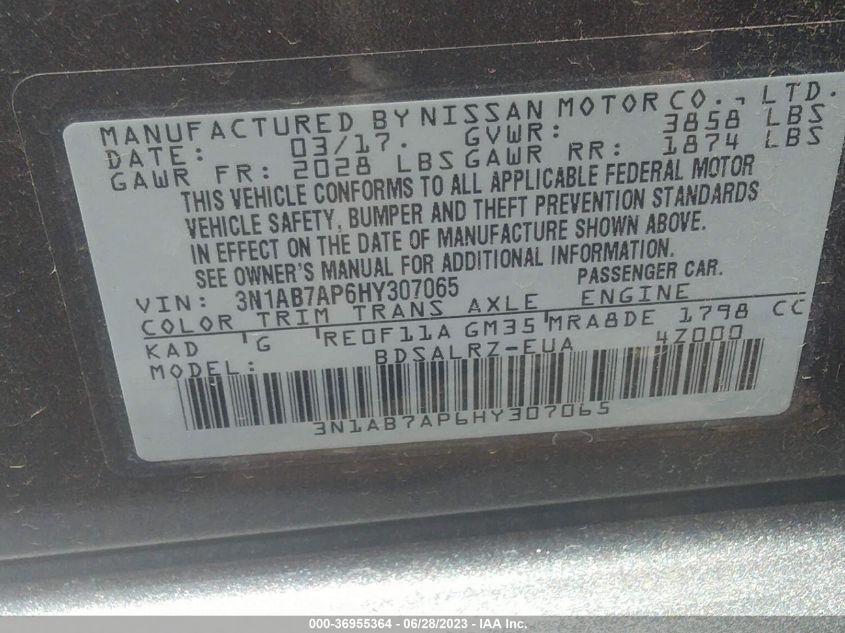 MANUFACTURED BY NISSAN MOTOR CO., LTD.
DATE: 03/17. GVWR: 3858 LBS
GAWR FR: 2028 LBS GAWR RR: 1874 LBS
THIS VEHICLE CONFORMS TO ALL APPLICABLE FEDERAL MOTOR
VEHICLE SAFETY, BUMPER AND THEFT PREVENTION STANDARDS
IN EFFECT ON THE DATE OF MANUFACTURE SHOWN ABOVE.
SEE OWNER'S MANUAL FOR ADDITIONAL INFORMATION.
VIN: 3N1AB7AP6HY307065 PASSENGER CAR.
COLOR TRIM TRANS AXLE ENGINE
KAD G RE0F11A GM35 MRA8DE 1798 CC
MODEL: BDSALRZ-EUA 4Z000
3N1AB7AP6HY307065
000-36955364 / 06/28/2023 - IAA Inc.